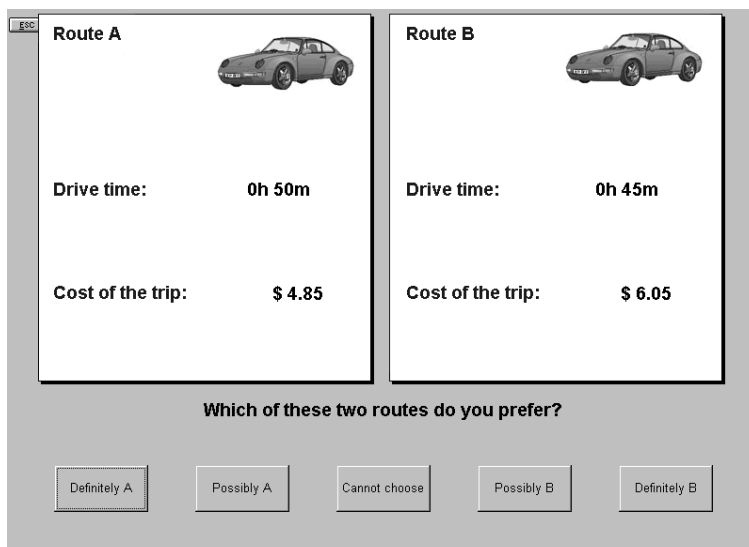 ESC
Route A
Drive time: 0h 50m
Cost of the trip: $ 4.85
Route B
Drive time: 0h 45m
Cost of the trip: $ 6.05
Which of these two routes do you prefer?
Definitely A
Possibly A
Cannot choose
Possibly B
Definitely B